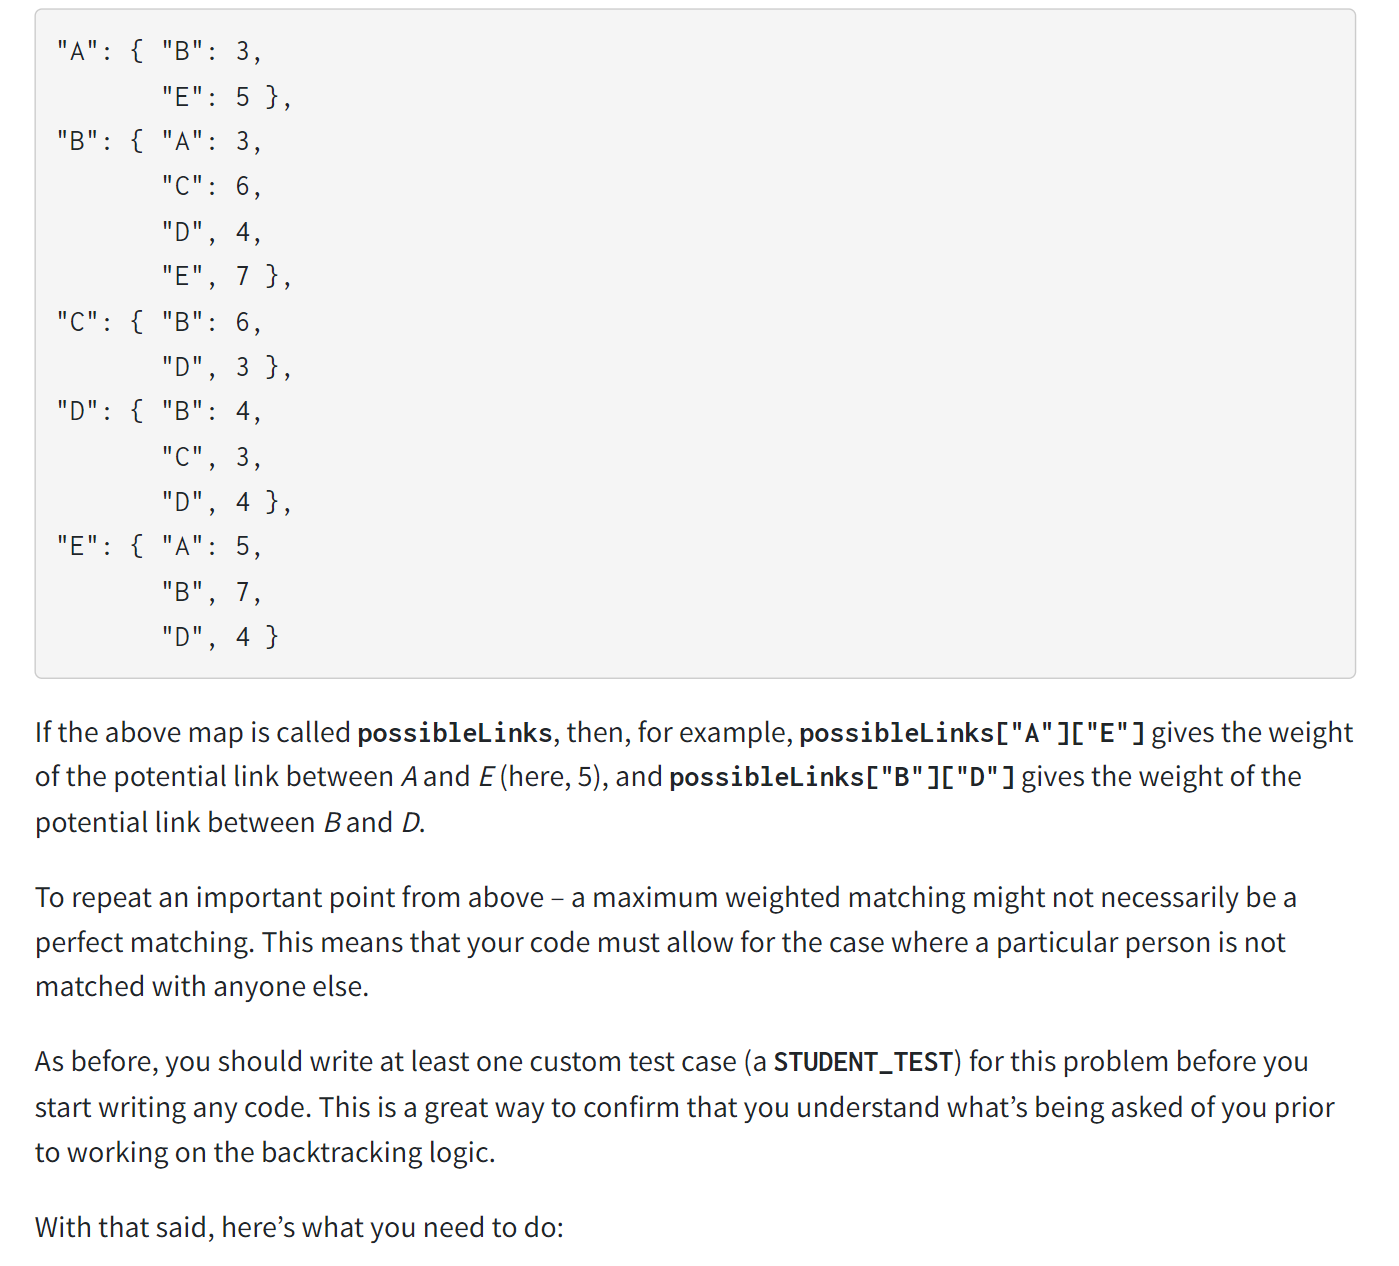 "A": { "B": 3,
"E": 5 },
"B": { "A": 3,
"C": 6,
"D", 4,
"E", 7 },
"C": { "B": 6,
"D", 3 },
"D": { "B": 4,
"C", 3,
"D", 4 },
"E": { "A": 5,
"B", 7,
"D", 4 }
If the above map is called possibleLinks, then, for example, possibleLinks["A"]["E"] gives the weight
of the potential link between A and E (here, 5), and possibleLinks["B"]["D"] gives the weight of the
potential link between B and D.
To repeat an important point from above – a maximum weighted matching might not necessarily be a
perfect matching. This means that your code must allow for the case where a particular person is not
matched with anyone else.
As before, you should write at least one custom test case (a STUDENT_TEST) for this problem before you
start writing any code. This is a great way to confirm that you understand what’s being asked of you prior
to working on the backtracking logic.
With that said, here’s what you need to do: